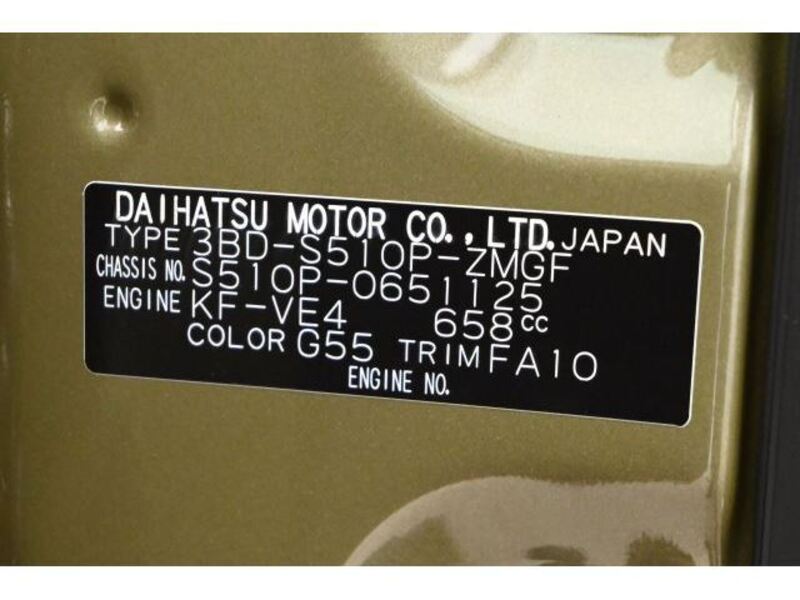 DAIHATSU MOTOR CO., LTD. JAPAN
TYPE 3BD-S510P-ZMGF
CHASSIS NO. S510P-0651125
ENGINE KF-VE4 658cc
COLOR G55 TRIM FA10
ENGINE NO.